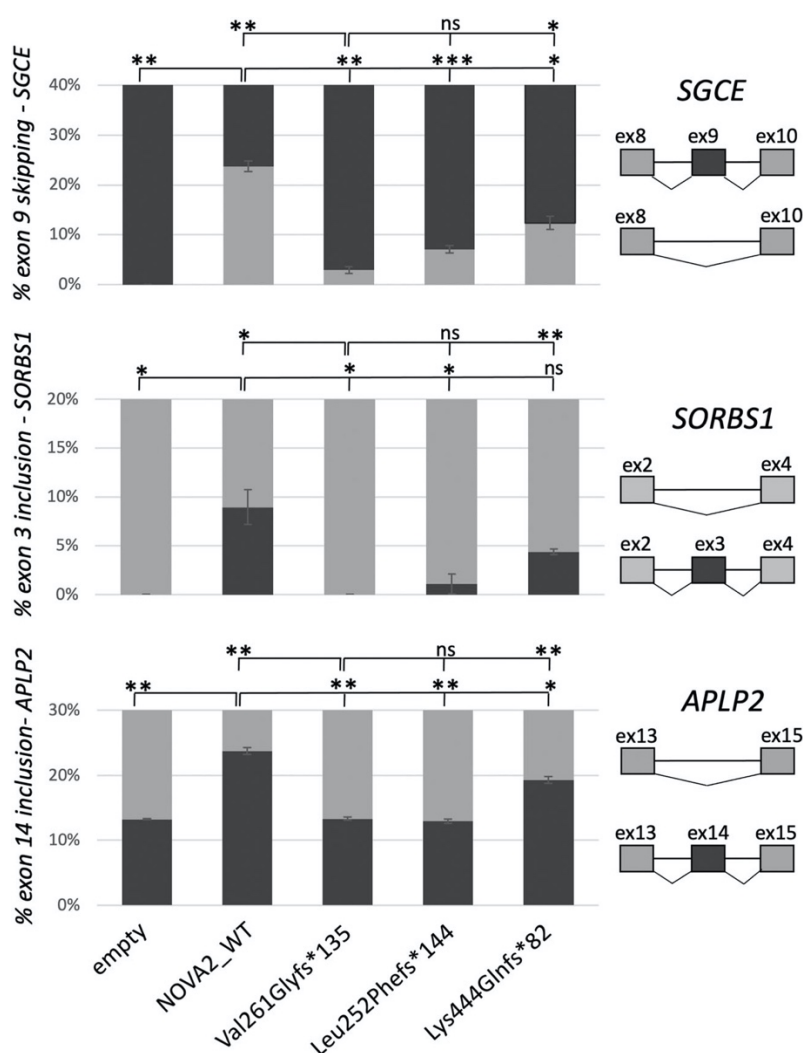 ** ns *
** ** *** *
% exon 9 skipping - SGCE
40%
30%
20%
10%
0%
SGCE
ex8 ex9 ex10
ex8 ex10
* ns **
* * * ns
% exon 3 inclusion - SORBS1
20%
15%
10%
5%
0%
SORBS1
ex2 ex4
ex2 ex3 ex4
** ns **
** ** ** *
% exon 14 inclusion- APLP2
30%
20%
10%
0%
APLP2
ex13 ex15
ex13 ex14 ex15
empty
NOVA2_WT
Val261Glyfs*135
Leu252Phefs*144
Lys444Glnfs*82